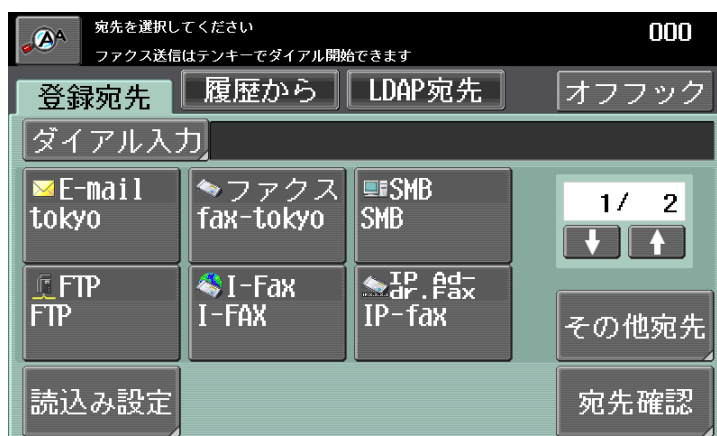 宛先を選択してください
000
ファクス送信はテンキーでダイアル開始できます
登録宛先 履歴から LDAP宛先 オフフック
ダイアル入力
E-mail
tokyo
ファクス
fax-tokyo
SMB
SMB
1/ 2
FTP
FTP
I-Fax
I-FAX
IP Ad-
dr.Fax
IP-fax
その他宛先
読込み設定
宛先確認